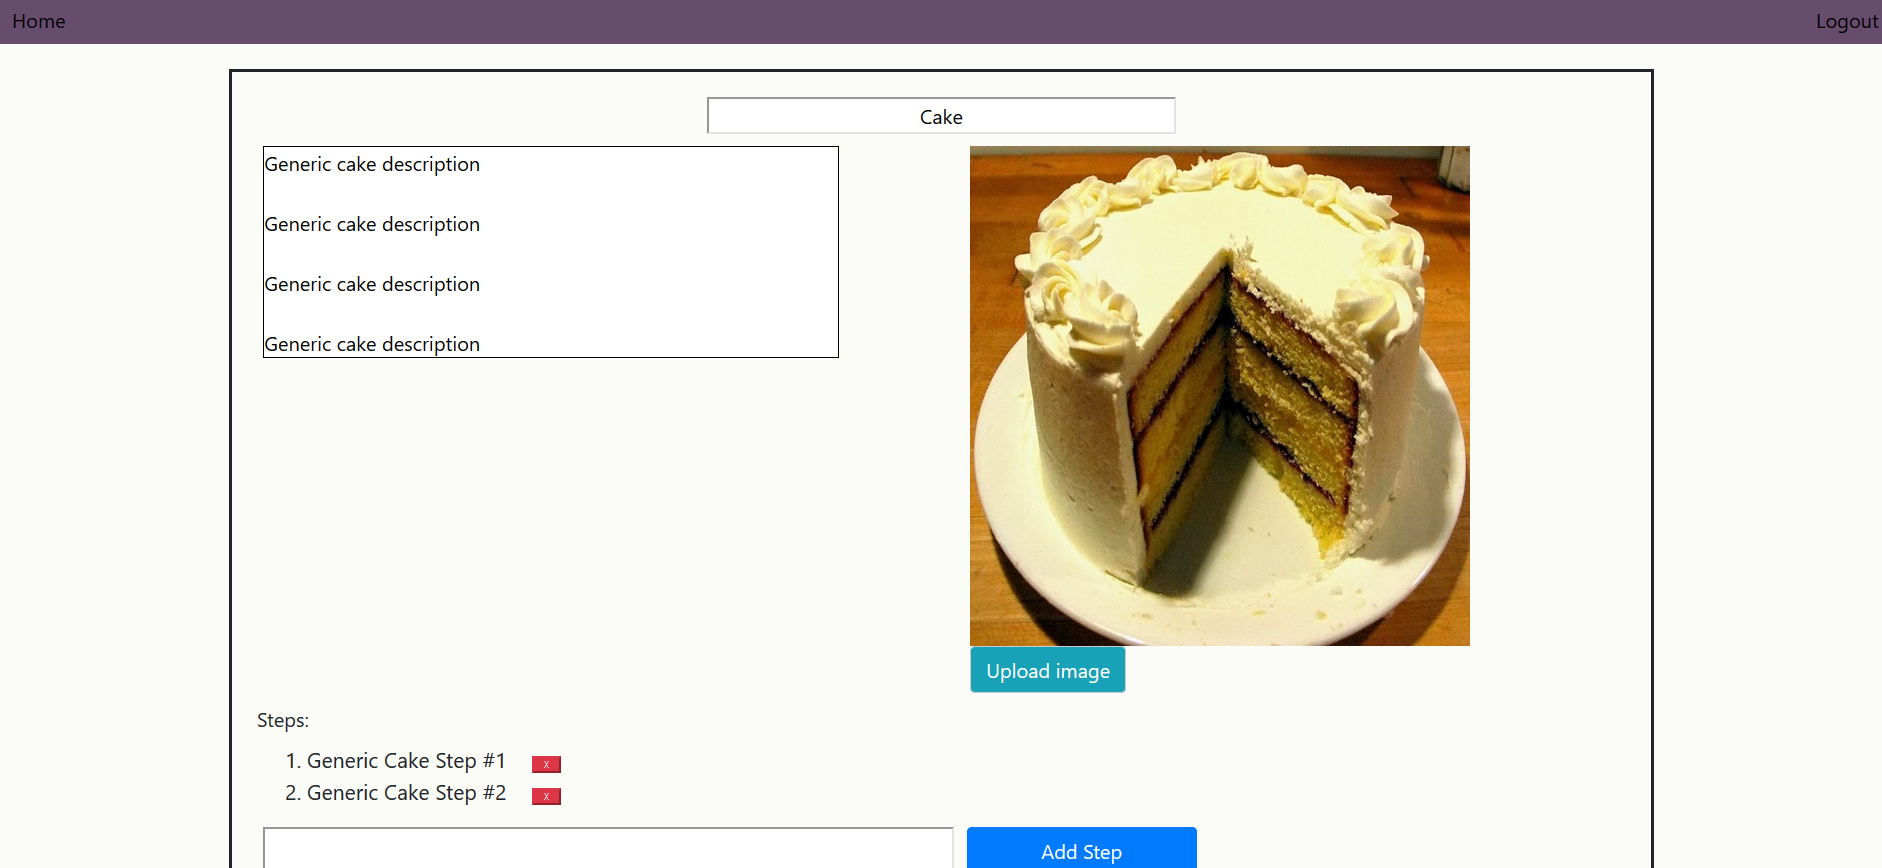 Home
Logout
Cake
Generic cake description
Generic cake description
Generic cake description
Generic cake description
Upload image
Steps:
1. Generic Cake Step #1 x
2. Generic Cake Step #2 x
Add Step